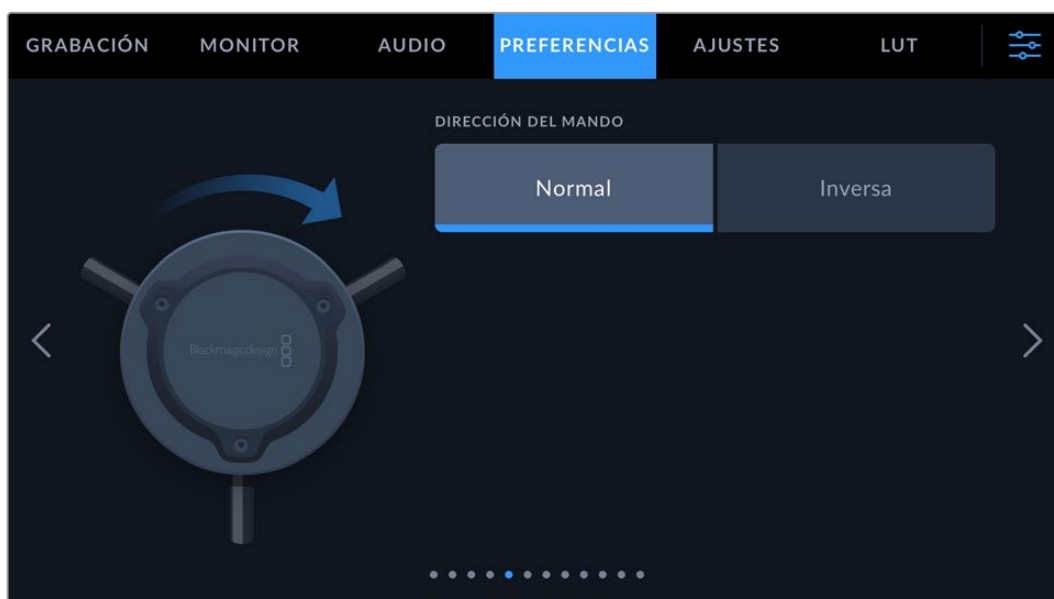 GRABACIÓN MONITOR AUDIO PREFERENCIAS AJUSTES LUT
DIRECCIÓN DEL MANDO
Normal Inversa
Blackmagicdesign